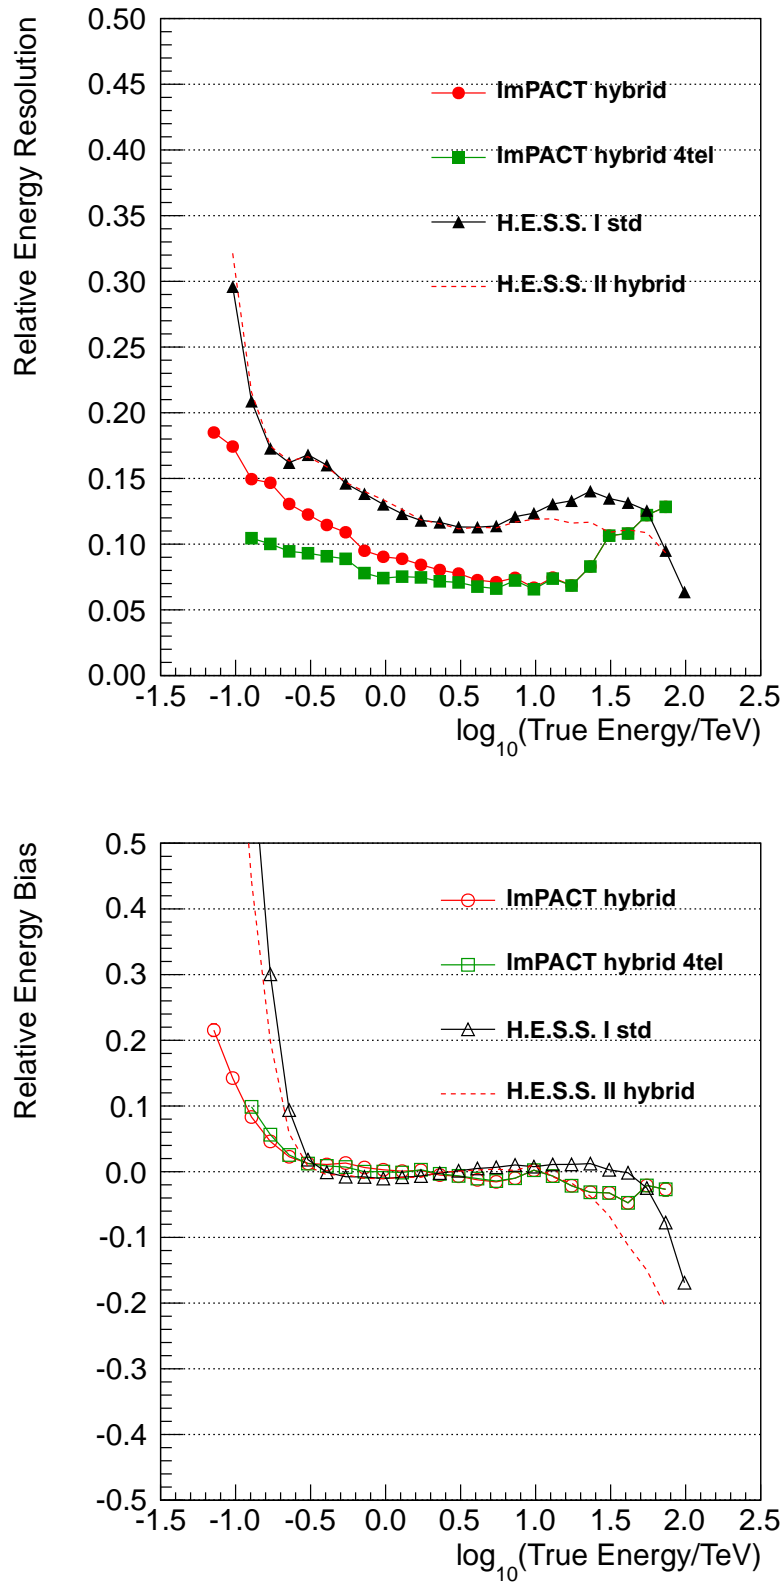 Relative Energy Resolution
0.50
0.45
0.40
0.35
0.30
0.25
0.20
0.15
0.10
0.05
0.00
ImPACT hybrid
ImPACT hybrid 4tel
H.E.S.S. I std
H.E.S.S. II hybrid
-1.5 -1.0 -0.5 0.0 0.5 1.0 1.5 2.0 2.5
log10(True Energy/TeV)
Relative Energy Bias
0.5
0.4
0.3
0.2
0.1
0.0
-0.1
-0.2
-0.3
-0.4
-0.5
ImPACT hybrid
ImPACT hybrid 4tel
H.E.S.S. I std
H.E.S.S. II hybrid
-1.5 -1.0 -0.5 0.0 0.5 1.0 1.5 2.0 2.5
log10(True Energy/TeV)